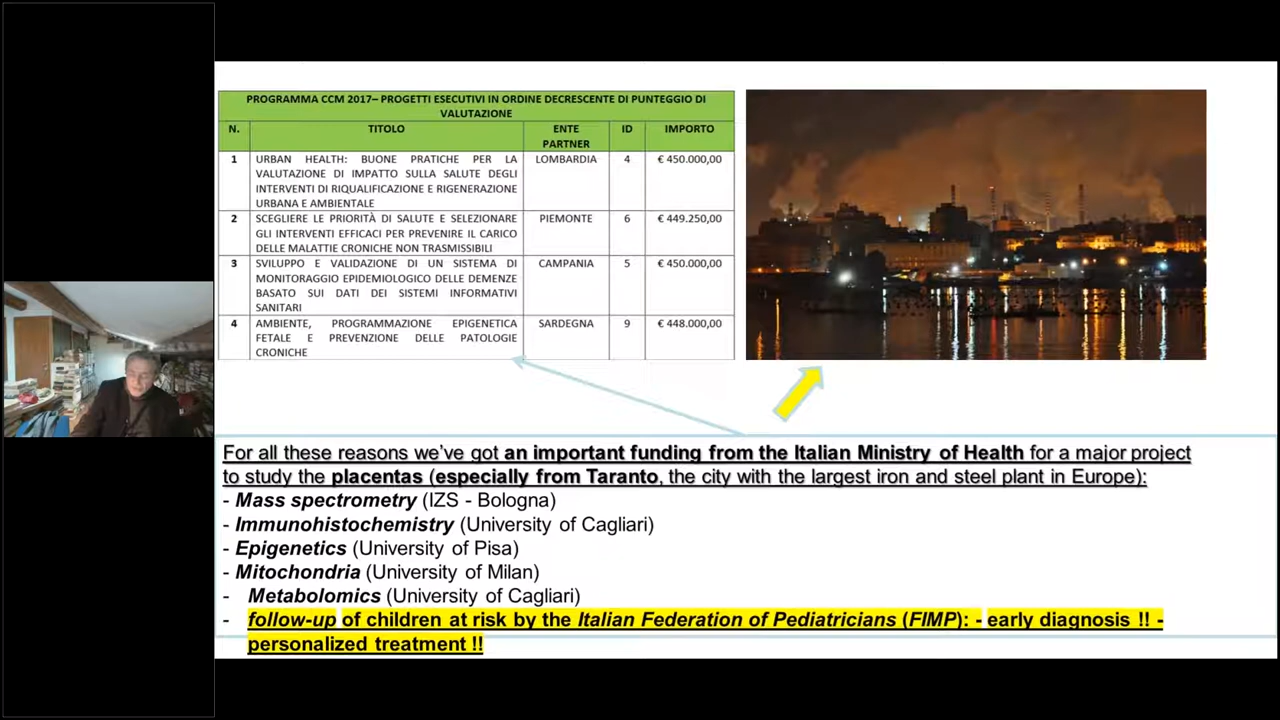 PROGRAMMA CCM 2017– PROGETTI ESECUTIVI IN ORDINE DECRESCENTE DI PUNTEGGIO DI
VALUTAZIONE
N. TITOLO ENTE PARTNER ID IMPORTO
1 URBAN HEALTH: BUONE PRATICHE PER LA LOMBARDIA 4 € 450.000,00
VALUTAZIONE DI IMPATTO SULLA SALUTE DEGLI
INTERVENTI DI RIQUALIFICAZIONE E RIGENERAZIONE
URBANA E AMBIENTALE
2 SCEGLIERE LE PRIORITÀ DI SALUTE E SELEZIONARE PIEMONTE 6 € 449.250,00
GLI INTERVENTI EFFICACI PER PREVENIRE IL CARICO
DELLE MALATTIE CRONICHE NON TRASMISSIBILI
3 SVILUPPO E VALIDAZIONE DI UN SISTEMA DI CAMPANIA 5 € 450.000,00
MONITORAGGIO EPIDEMIOLOGICO DELLE DEMENZE
BASATO SUI DATI DEI SISTEMI INFORMATIVI
SANITARI
4 AMBIENTE, PROGRAMMAZIONE EPIGENETICA SARDEGNA 9 € 448.000,00
FETALE E PREVENZIONE DELLE PATOLOGIE
CRONICHE
For all these reasons we've got an important funding from the Italian Ministry of Health for a major project
to study the placentas (especially from Taranto, the city with the largest iron and steel plant in Europe):
- Mass spectrometry (IZS - Bologna)
- Immunohistochemistry (University of Cagliari)
- Epigenetics (University of Pisa)
- Mitochondria (University of Milan)
- Metabolomics (University of Cagliari)
- follow-up of children at risk by the Italian Federation of Pediatricians (FIMP): - early diagnosis !! -
personalized treatment !!